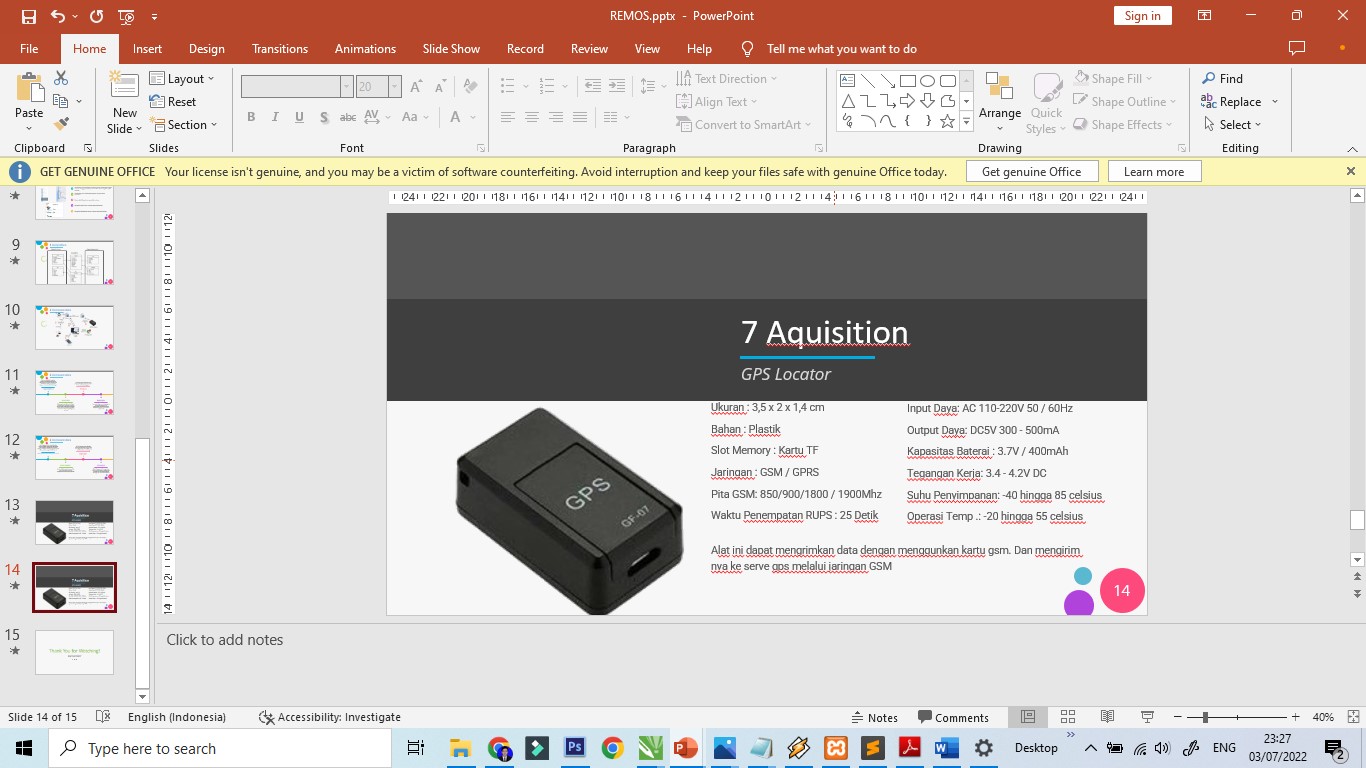 REMOS.pptx - PowerPoint
Sign in
File Home Insert Design Transitions Animations Slide Show Record Review View Help Tell me what you want to do
Paste
Clipboard
New Slide
Layout
Reset
Section
Slides
20
Font
Text Direction
Align Text
Convert to SmartArt
Paragraph
Arrange
Quick Styles
Shape Fill
Shape Outline
Shape Effects
Drawing
Find
Replace
Select
Editing
GET GENUINE OFFICE Your license isn't genuine, and you may be a victim of software counterfeiting. Avoid interruption and keep your files safe with genuine Office today. Get genuine Office Learn more
9
10
11
12
13
14
15
7 Aquisition
GPS Locator
GPS
GF-07
Ukuran : 3,5 x 2 x 1,4 cm
Bahan : Plastik
Slot Memory : Kartu TF
Jaringan : GSM / GPRS
Pita GSM: 850/900/1800 / 1900Mhz
Waktu Penempatan RUPS : 25 Detik
Input Daya: AC 110-220V 50 / 60Hz
Output Daya: DC5V 300 - 500mA
Kapasitas Baterai : 3.7V / 400mAh
Tegangan Kerja: 3.4 - 4.2V DC
Suhu Penyimpanan: -40 hingga 85 celsius
Operasi Temp .: -20 hingga 55 celsius
Alat ini dapat mengrimkan data dengan menggunkan kartu gsm. Dan mengirim
nya ke serve gps melalui jaringan GSM
14
Click to add notes
Slide 14 of 15 English (Indonesia) Accessibility: Investigate Notes Comments 40%
Type here to search
Desktop
ENG
23:27
03/07/2022
2